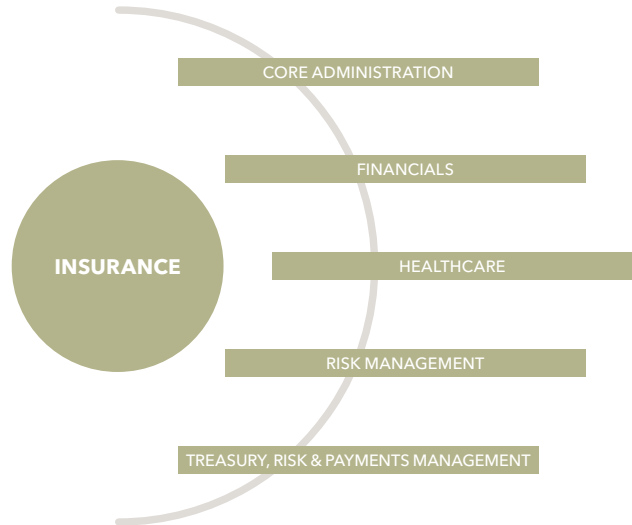 CORE ADMINISTRATION
FINANCIALS
INSURANCE
HEALTHCARE
RISK MANAGEMENT
TREASURY, RISK & PAYMENTS MANAGEMENT